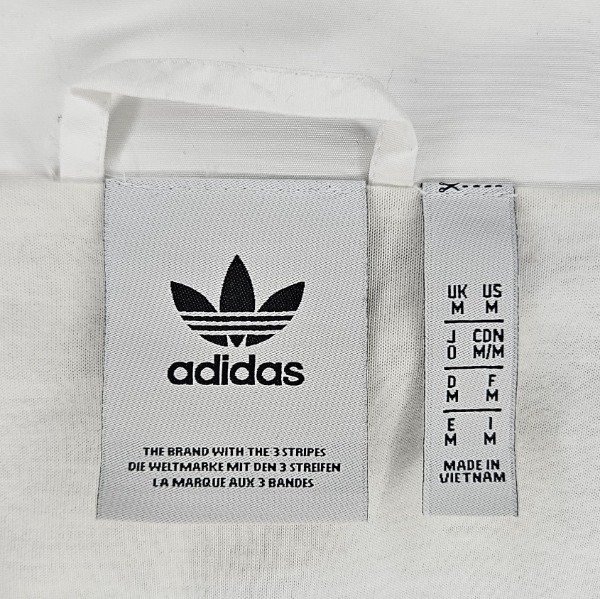 adidas
THE BRAND WITH THE 3 STRIPES
DIE WELTMARKE MIT DEN 3 STREIFEN
LA MARQUE AUX 3 BANDES
UK US
M M
J CDN
O M/M
D F
M M
E I
M M
MADE IN
VIETNAM